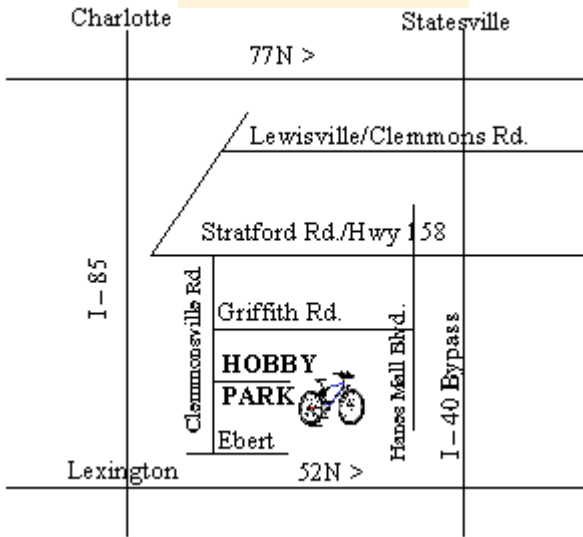 Charlotte
Statesville
77N >
Lewisville/Clemmons Rd.
Stratford Rd./Hwy 158
I-85
Clemmonsville Rd.
Griffith Rd.
Hanes Mall Blvd.
I-40 Bypass
HOBBY
PARK
Ebert
Lexington
52N >